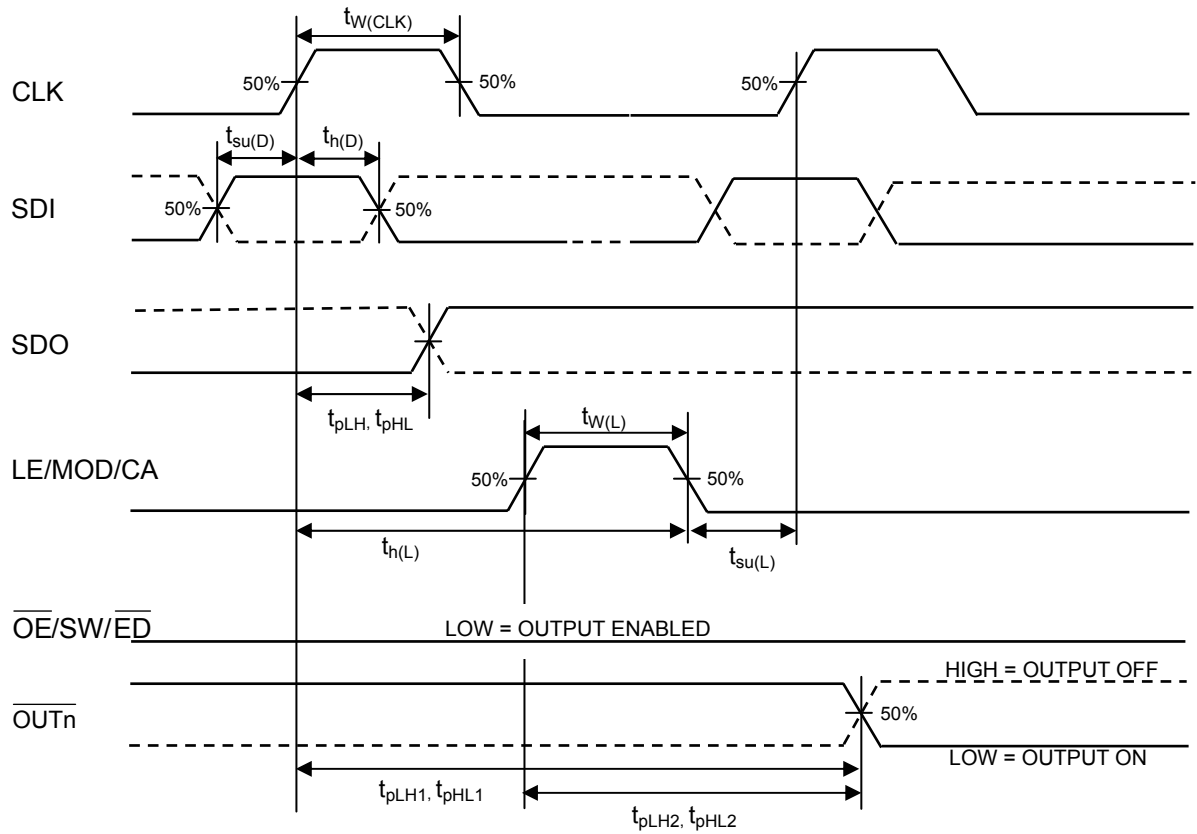 tW(CLK)
CLK
50%
50%
50%
tsu(D)
th(D)
SDI
50%
50%
SDO
tpLH, tpHL
tW(L)
LE/MOD/CA
50%
50%
th(L)
tsu(L)
OE/SW/ED
LOW = OUTPUT ENABLED
HIGH = OUTPUT OFF
OUTn
50%
LOW = OUTPUT ON
tpLH1, tpHL1
tpLH2, tpHL2